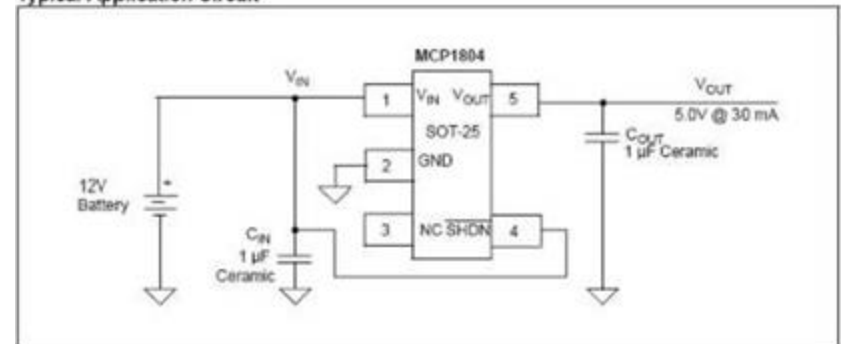 Typical Application Circuit
MCP1804
VIN
1
VIN VOUT
5
VOUT
5.0V @ 30 mA
SOT-25
COUT
1 µF Ceramic
2
GND
12V
Battery
+
3
NC SHDN
4
CIN
1 µF
Ceramic